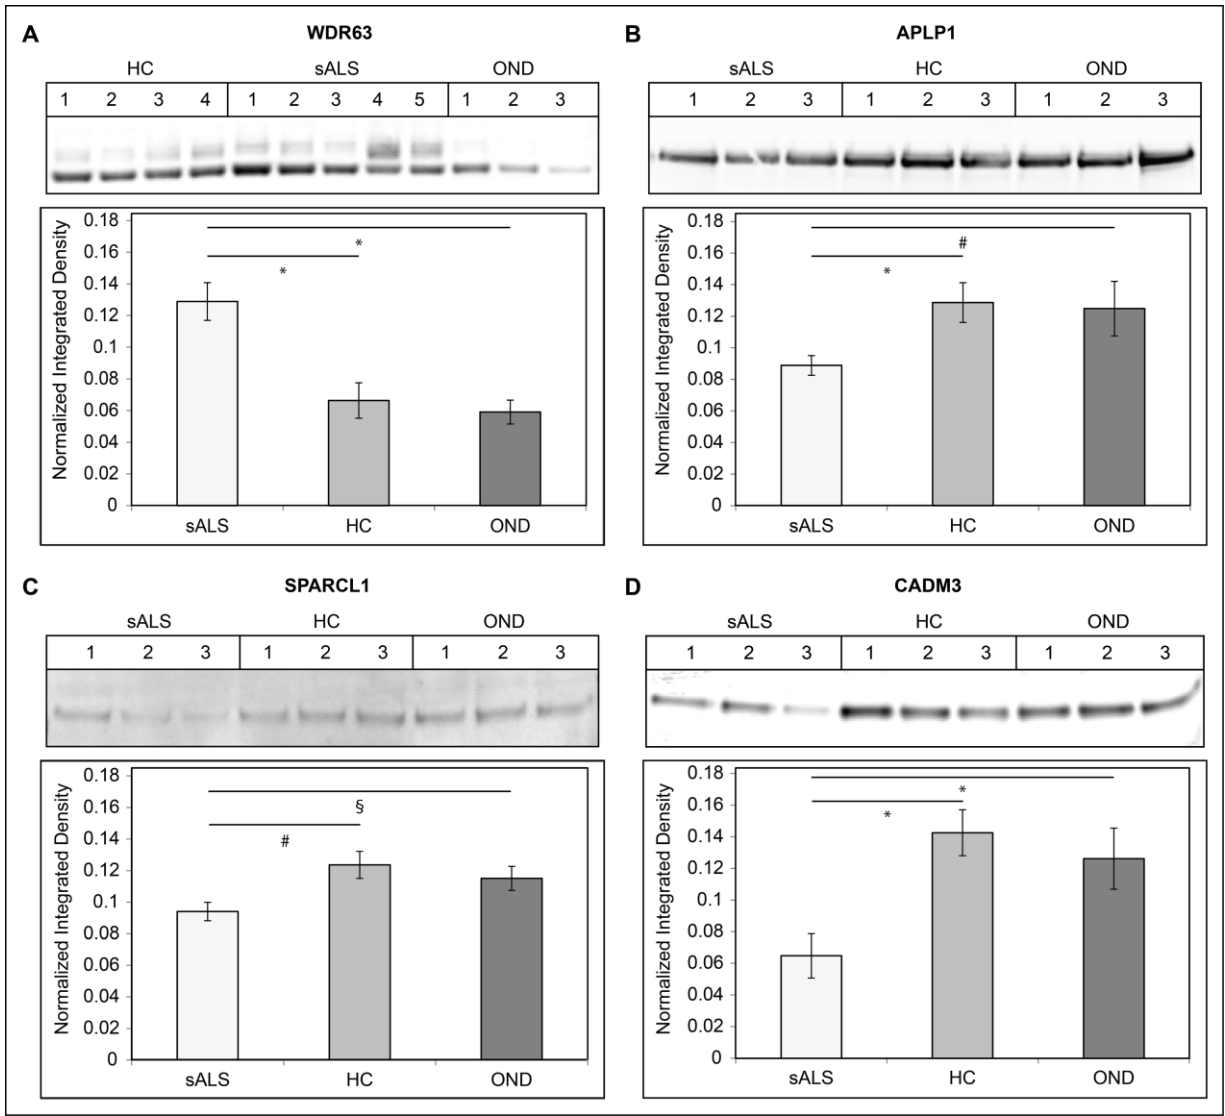 A
WDR63
HC sALS OND
1 2 3 4 1 2 3 4 5 1 2 3
Normalized Integrated Density
0.18
0.16
0.14
0.12
0.1
0.08
0.06
0.04
0.02
0
*
*
sALS HC OND
B
APLP1
sALS HC OND
1 2 3 1 2 3 1 2 3
Normalized Integrated Density
0.18
0.16
0.14
0.12
0.1
0.08
0.06
0.04
0.02
0
#
*
sALS HC OND
C
SPARCL1
sALS HC OND
1 2 3 1 2 3 1 2 3
Normalized Integrated Density
0.18
0.16
0.14
0.12
0.1
0.08
0.06
0.04
0.02
0
§
#
sALS HC OND
D
CADM3
sALS HC OND
1 2 3 1 2 3 1 2 3
Normalized Integrated Density
0.18
0.16
0.14
0.12
0.1
0.08
0.06
0.04
0.02
0
*
*
sALS HC OND